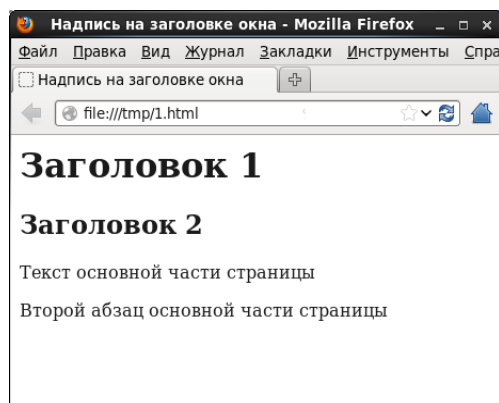 Надпись на заголовке окна - Mozilla Firefox
Файл Правка Вид Журнал Закладки Инструменты Спра
Надпись на заголовке окна
file:///tmp/1.html
Заголовок 1
Заголовок 2
Текст основной части страницы
Второй абзац основной части страницы